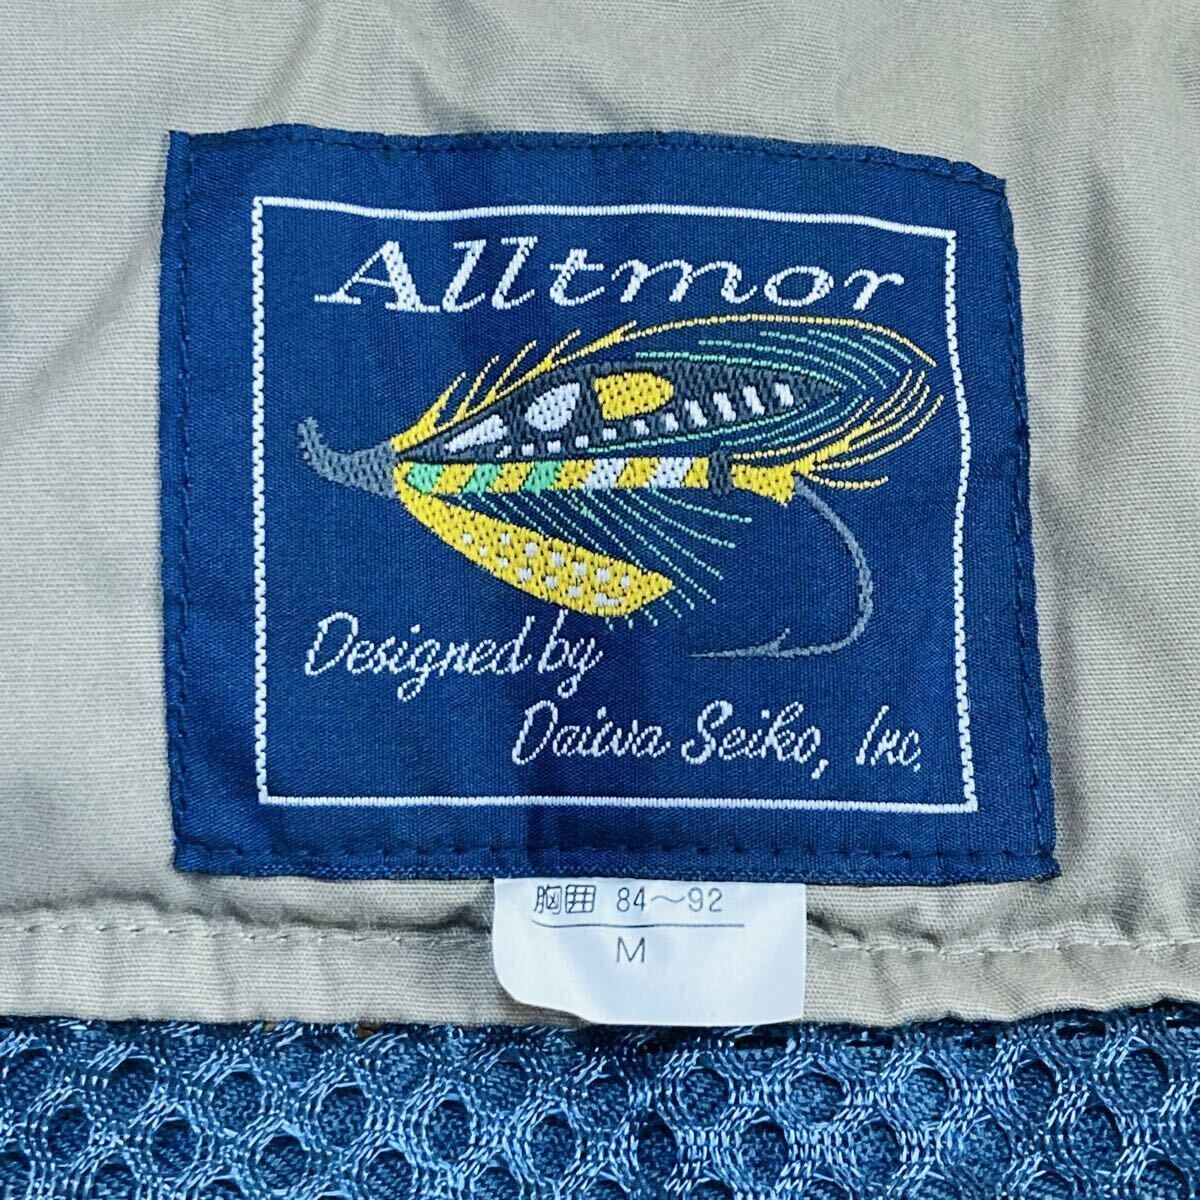 Alltmor
Designed by
Daiwa Seiko, Inc.
胸囲 84～92
M